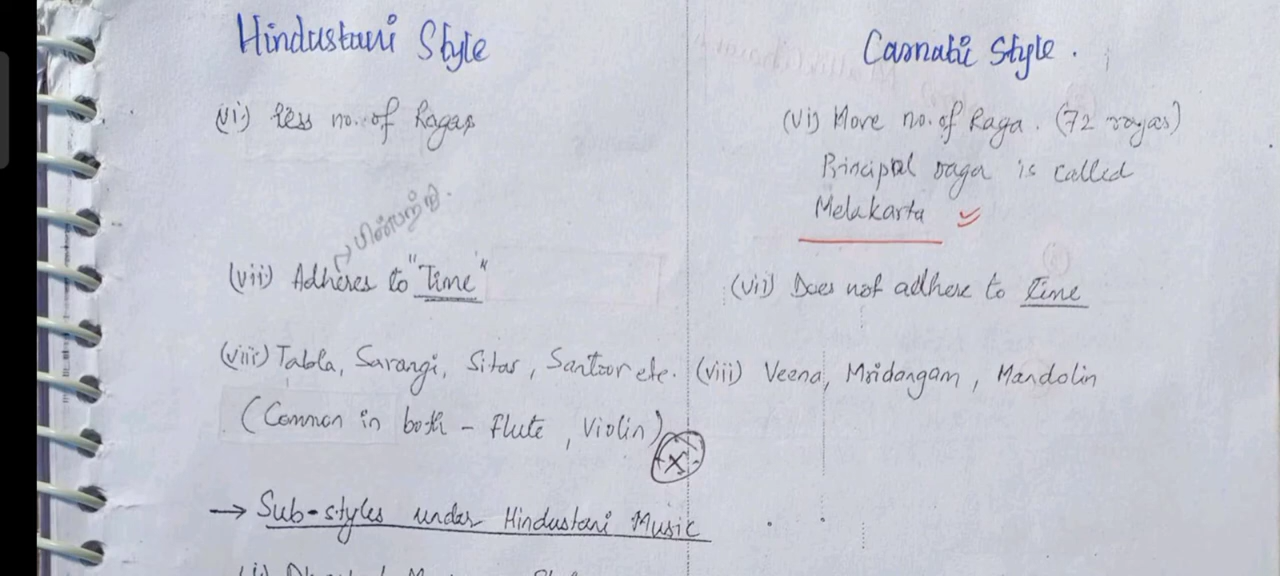 Hindustani Style
Carnatic Style.
(vi) less no. of Ragas
(vi) More no. of Raga. (72 ragas)
Principal raga is called
Melakarta
பின்பற்றி.
(vii) Adheres to "Time"
(vii) Does not adhere to time
(viii) Tabla, Sarangi, Sitar, Santoor etc.
(viii) Veena, Mridangam, Mandolin
(Common in both - flute, Violin)
X
→ Sub-styles under Hindustani Music